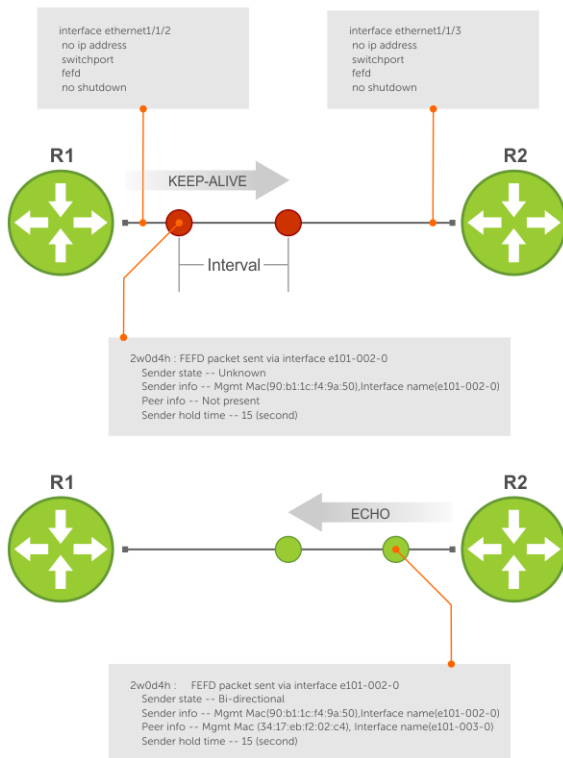 interface ethernet1/1/2
no ip address
switchport
fefd
no shutdown
interface ethernet1/1/3
no ip address
switchport
fefd
no shutdown
R1
R2
KEEP-ALIVE
Interval
2w0d4h : FEFD packet sent via interface e101-002-0
Sender state -- Unknown
Sender info -- Mgmt Mac(90:b1:1c:f4:9a:50),Interface name(e101-002-0)
Peer info -- Not present
Sender hold time -- 15 (second)
R1
R2
ECHO
2w0d4h : FEFD packet sent via interface e101-002-0
Sender state -- Bi-directional
Sender info -- Mgmt Mac(90:b1:1c:f4:9a:50),Interface name(e101-002-0)
Peer info -- Mgmt Mac (34:17:eb:f2:02:c4), Interface name(e101-003-0)
Sender hold time -- 15 (second)